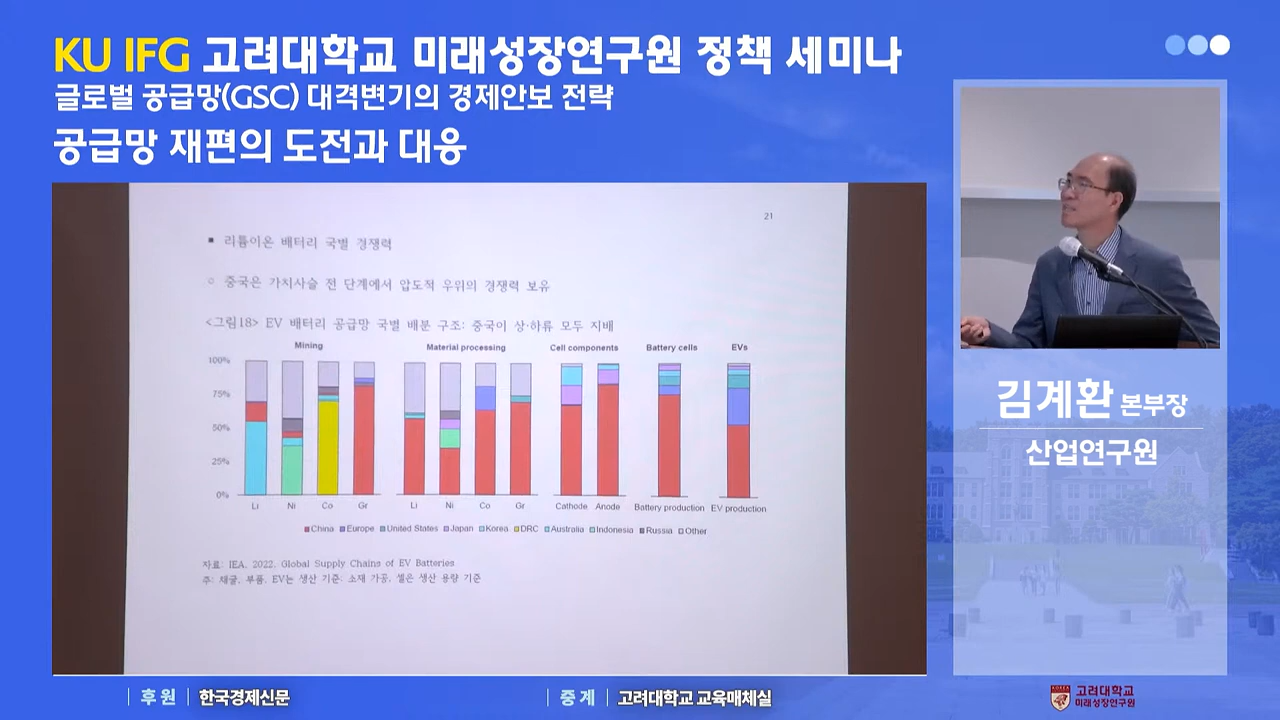 KU IFG 고려대학교 미래성장연구원 정책 세미나
글로벌 공급망(GSC) 대격변기의 경제안보 전략
공급망 재편의 도전과 대응
21
▪ 리튬이온 배터리 국별 경쟁력
○ 중국은 가치사슬 전 단계에서 압도적 우위의 경쟁력 보유
<그림18> EV 배터리 공급망 국별 배분 구조: 중국이 상·하류 모두 지배
Mining Material processing Cell components Battery cells EVs
100%
75%
50%
25%
0%
Li Ni Co Gr Li Ni Co Gr Cathode Anode Battery production EV production
China Europe United States Japan Korea DRC Australia Indonesia Russia Other
자료: IEA, 2022, Global Supply Chains of EV Batteries
주: 채굴, 부품, EV는 생산 기준. 소재 가공, 셀은 생산 용량 기준
김계환 본부장
산업연구원
후원 한국경제신문
중계 고려대학교 교육매체실
고려대학교
미래성장연구원